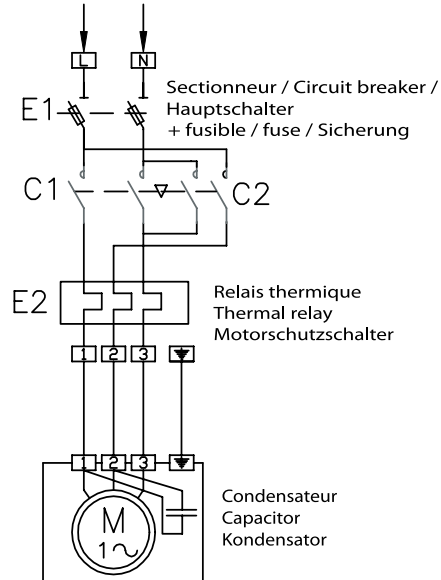 L N
Sectionneur / Circuit breaker /
E1 Hauptschalter
+ fusible / fuse / Sicherung
C1 C2
E2 Relais thermique
Thermal relay
Motorschutzschalter
1 2 3
1 2 3
Condensateur
M Capacitor
1~ Kondensator